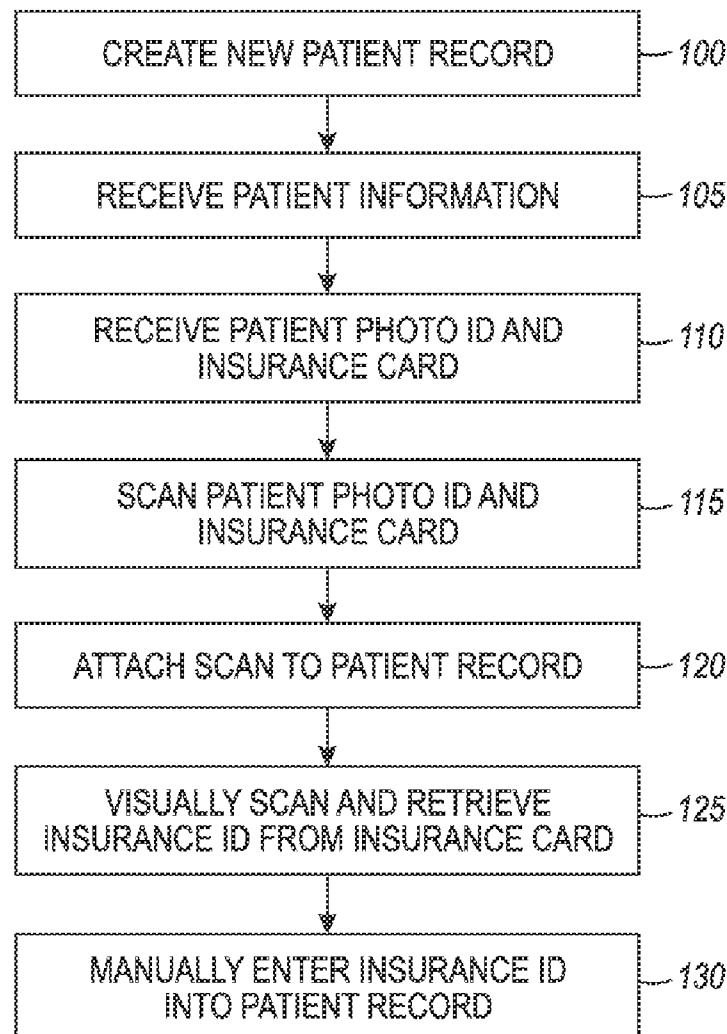 CREATE NEW PATIENT RECORD
100
RECEIVE PATIENT INFORMATION
105
RECEIVE PATIENT PHOTO ID AND
INSURANCE CARD
110
SCAN PATIENT PHOTO ID AND
INSURANCE CARD
115
ATTACH SCAN TO PATIENT RECORD
120
VISUALLY SCAN AND RETRIEVE
INSURANCE ID FROM INSURANCE CARD
125
MANUALLY ENTER INSURANCE ID
INTO PATIENT RECORD
130